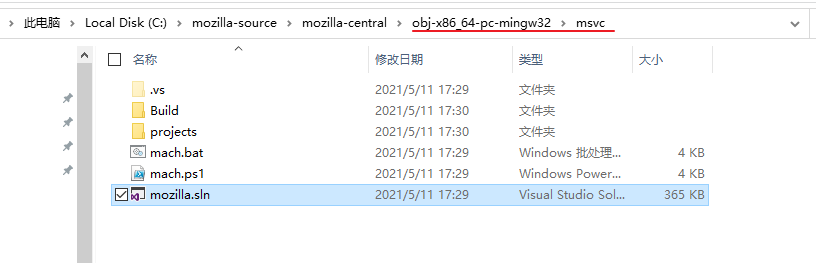 此电脑 > Local Disk (C:) > mozilla-source > mozilla-central > obj-x86_64-pc-mingw32 > msvc
名称 修改日期 类型 大小
.vs 2021/5/11 17:29 文件夹
Build 2021/5/11 17:30 文件夹
projects 2021/5/11 17:30 文件夹
mach.bat 2021/5/11 17:29 Windows 批处理... 4 KB
mach.ps1 2021/5/11 17:29 Windows Power... 4 KB
mozilla.sln 2021/5/11 17:29 Visual Studio Sol... 365 KB